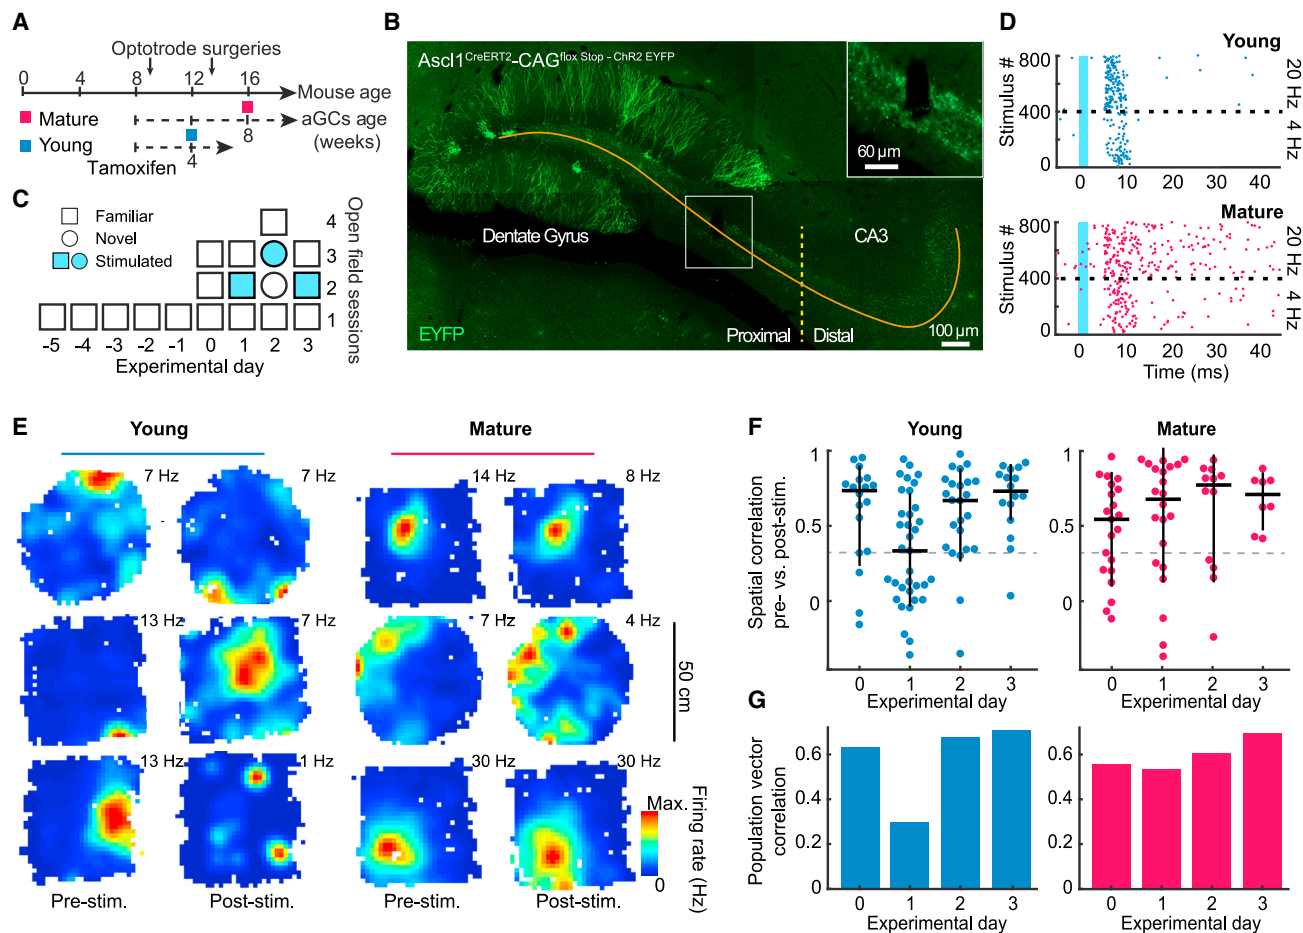 A
Optotrode surgeries
0 4 8 12 16
Mouse age
Mature
aGCs age
8
(weeks)
Young
4
Tamoxifen
B
Ascl1CreERT2-CAGflox Stop - ChR2 EYFP
60 µm
Dentate Gyrus
CA3
EYFP
Proximal
Distal
100 µm
C
Familiar
Novel
Stimulated
4
3
2
1
Open field sessions
-5 -4 -3 -2 -1 0 1 2 3
Experimental day
D
Young
800
400
0
Stimulus #
20 Hz
4 Hz
0 10 20 30 40
Mature
800
400
0
Stimulus #
20 Hz
4 Hz
0 10 20 30 40
Time (ms)
E
Young
Mature
7 Hz
7 Hz
14 Hz
8 Hz
13 Hz
7 Hz
7 Hz
4 Hz
50 cm
13 Hz
1 Hz
30 Hz
30 Hz
Max.
0
Firing rate (Hz)
Pre-stim.
Post-stim.
Pre-stim.
Post-stim.
F
Young
Mature
Spatial correlation
pre- vs. post-stim.
1
0.5
0
0 1 2 3
Experimental day
1
0.5
0
0 1 2 3
Experimental day
G
Population vector
correlation
0.6
0.4
0.2
0
0 1 2 3
Experimental day
0.6
0.4
0.2
0
0 1 2 3
Experimental day